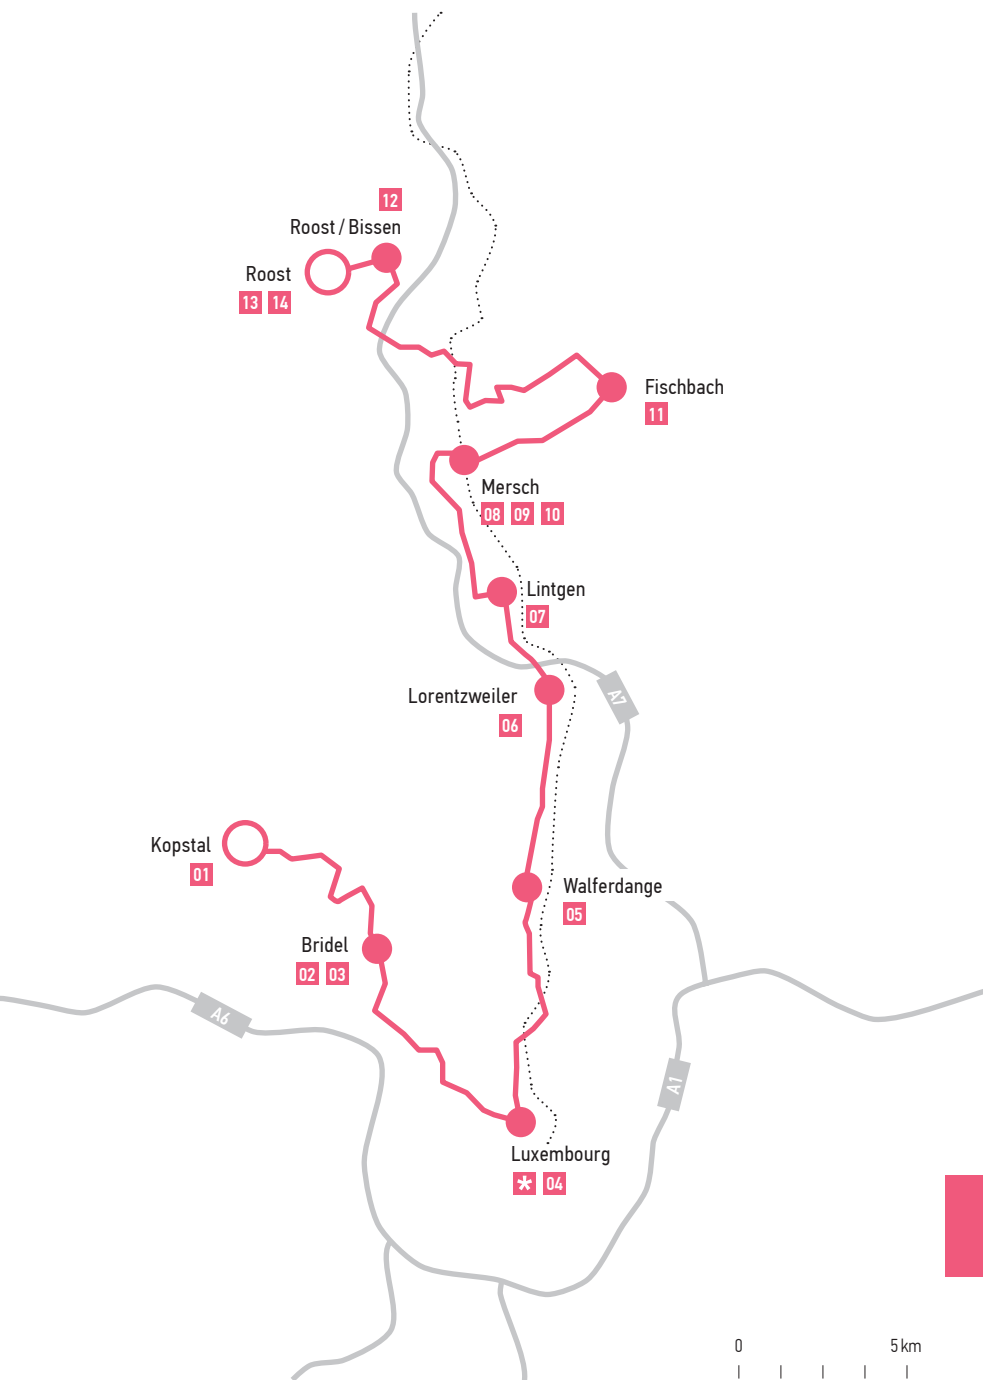 12
Roost / Bissen
Roost
13 14
Fischbach
11
Mersch
08 09 10
Lintgen
07
A7
Lorentzweiler
06
Kopstal
01
Walferdange
05
Bridel
02 03
A6
A1
Luxembourg
* 04
0 5 km